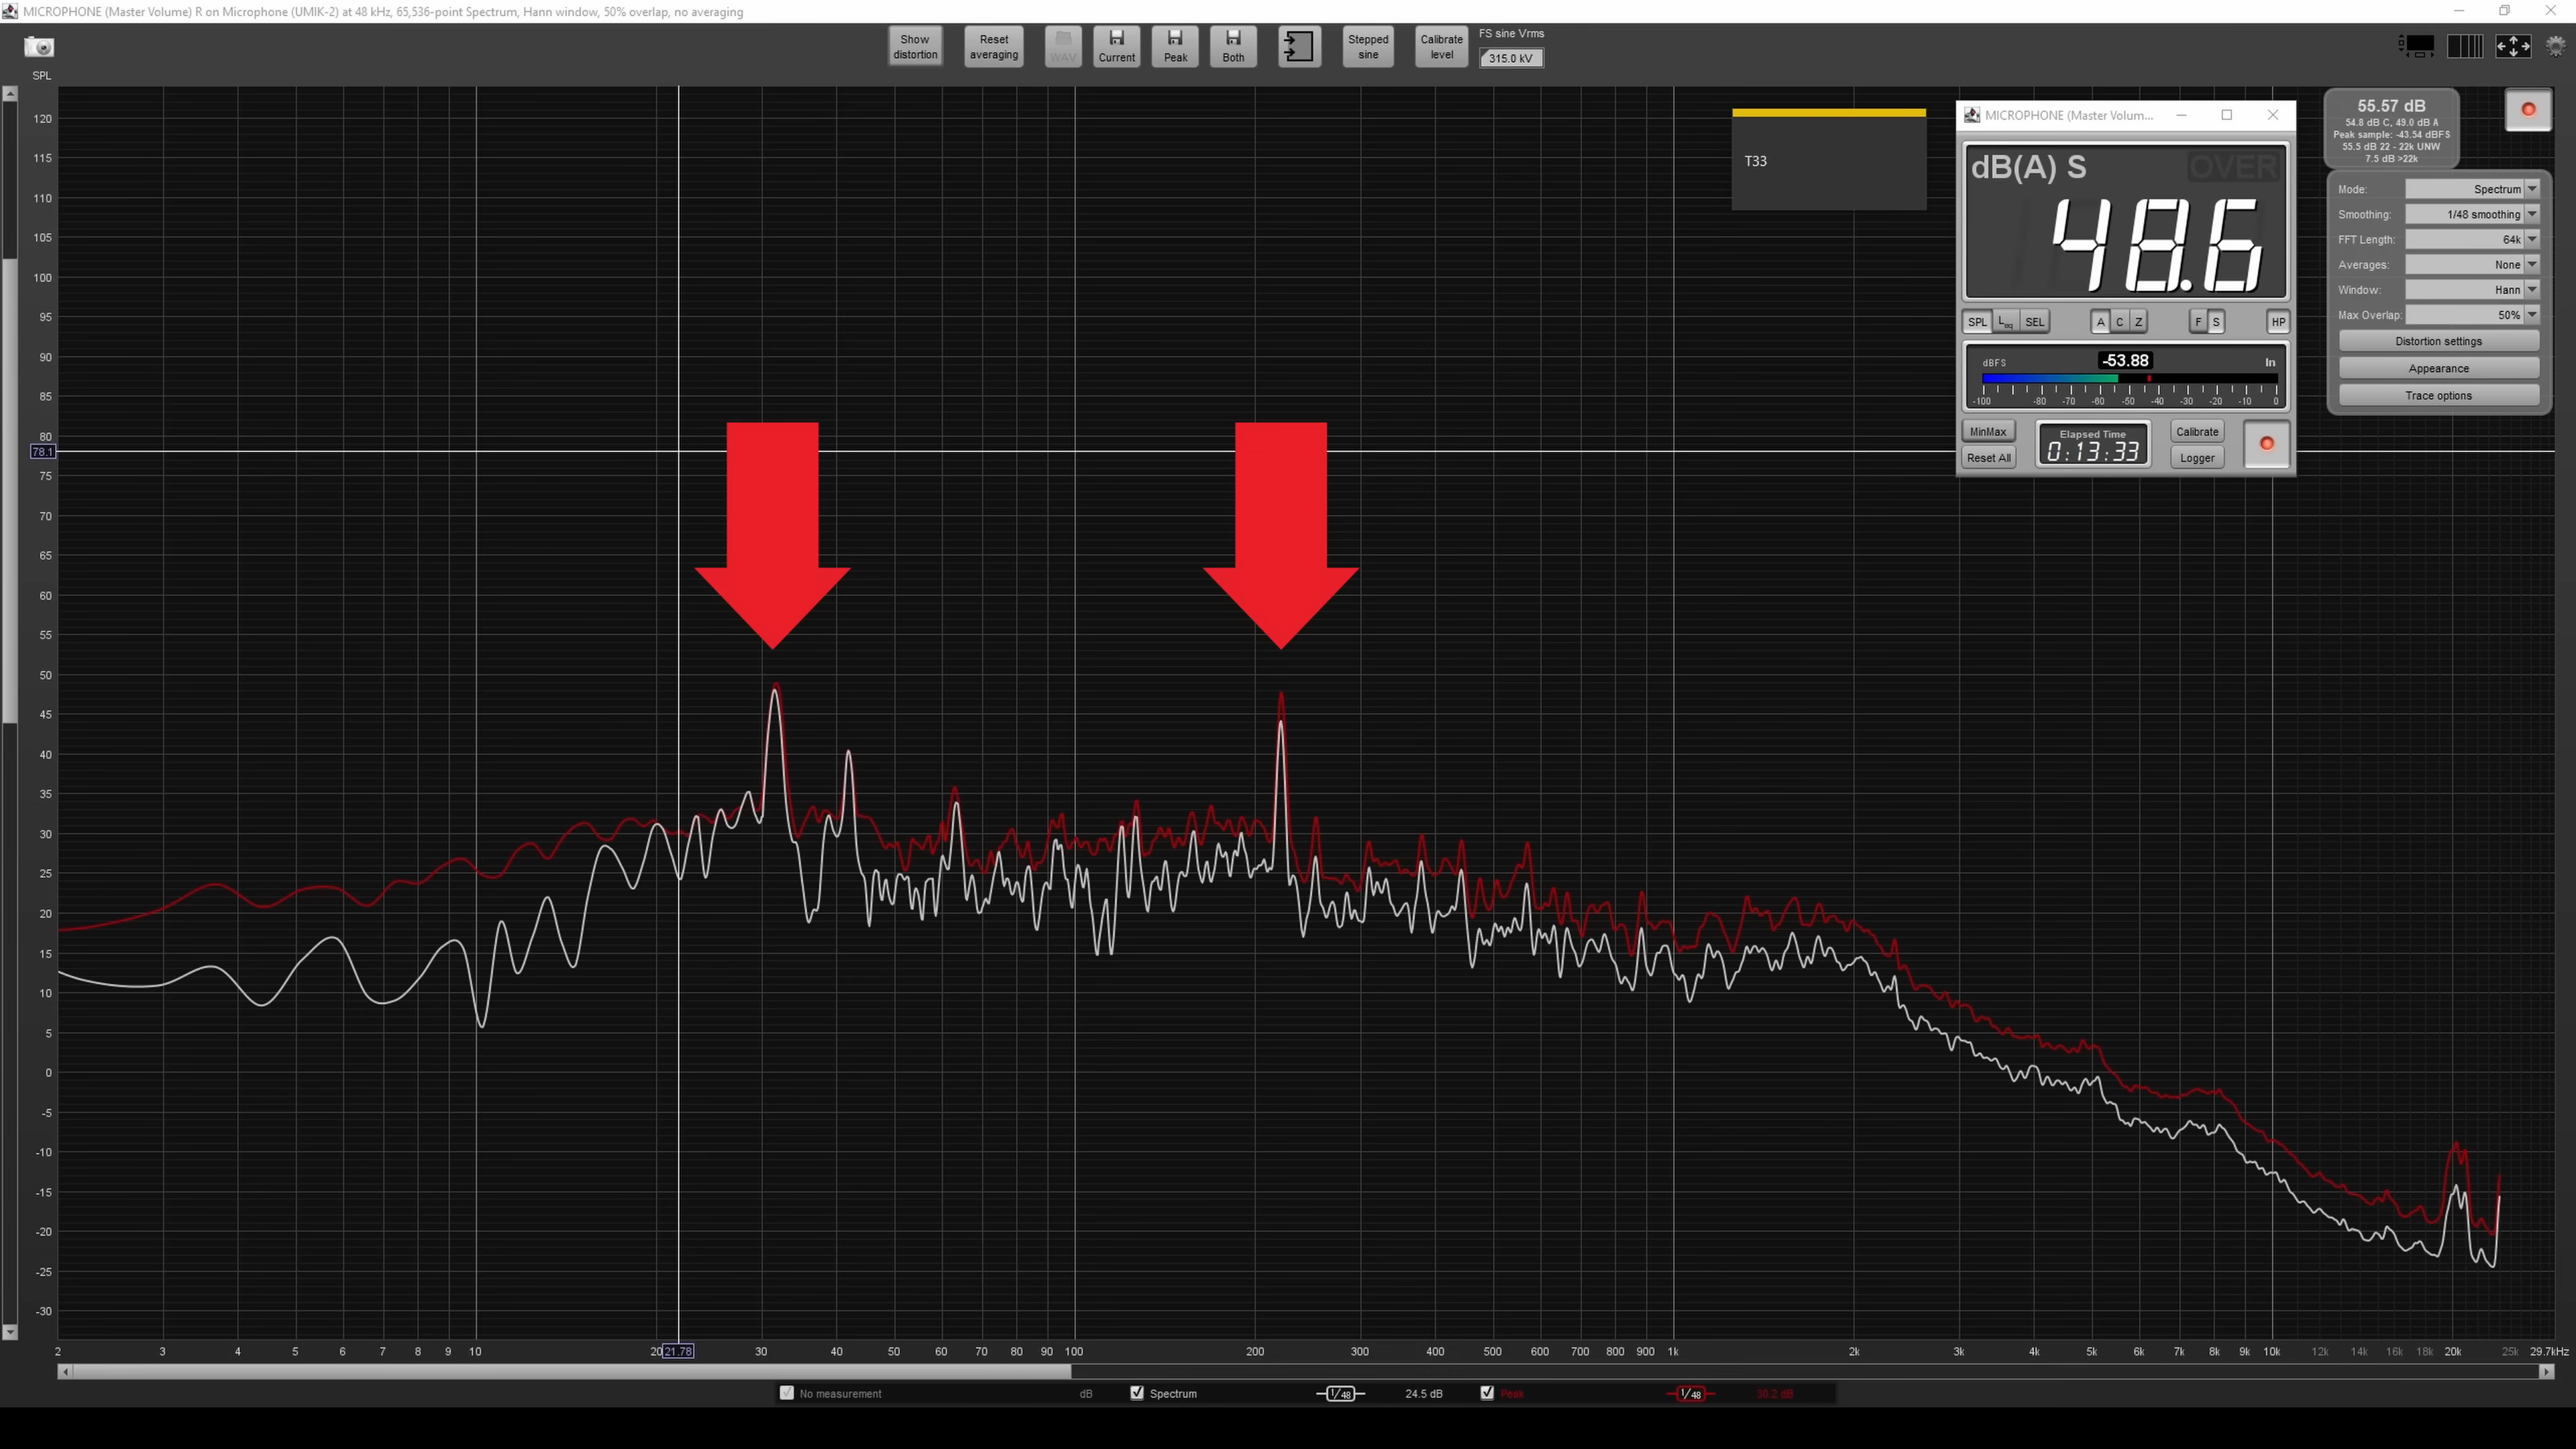 MICROPHONE (Master Volume) R on Microphone (UMIK-2) at 48 kHz, 65,536-point Spectrum, Hann window, 50% overlap, no averaging
Show distortion
Reset averaging
WAV
Current
Peak
Both
Stepped sine
Calibrate level
FS sine Vrms
315.0 kV
SPL
120
115
110
105
100
95
90
85
80
78.1
75
70
65
60
55
50
45
40
35
30
25
20
15
10
5
0
-5
-10
-15
-20
-25
-30
T33
MICROPHONE (Master Volum...
dB(A) S
OVER
48.6
SPL Leq SEL A C Z F S HP
dBFS -53.88 In
-100 -80 -70 -60 -50 -40 -30 -20 -10 0
MinMax
Reset All
Elapsed Time
0:13:33
Calibrate
Logger
55.57 dB
54.8 dB C, 49.0 dB A
Peak sample: -43.54 dBFS
55.5 dB 22 - 22k UNW
7.5 dB >22k
Mode: Spectrum
Smoothing: 1/48 smoothing
FFT Length: 64k
Averages: None
Window: Hann
Max Overlap: 50%
Distortion settings
Appearance
Trace options
2 3 4 5 6 7 8 9 10 20 21.78 30 40 50 60 70 80 90 100 200 300 400 500 600 700 800 900 1k 2k 3k 4k 5k 6k 7k 8k 9k 10k 12k 14k 16k 18k 20k 25k 29.7kHz
No measurement dB Spectrum 1/48 24.5 dB Peak 1/48 30.2 dB